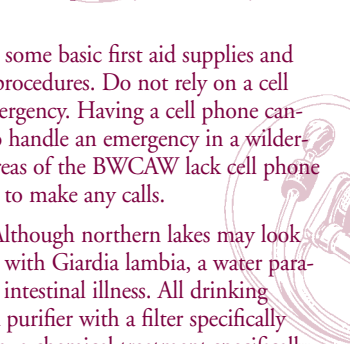 some basic first aid supplies and
procedures. Do not rely on a cell
ergency. Having a cell phone can-
o handle an emergency in a wilder-
reas of the BWCAW lack cell phone
to make any calls.
Although northern lakes may look
with Giardia lambia, a water para-
intestinal illness. All drinking
purifier with a filter specifically